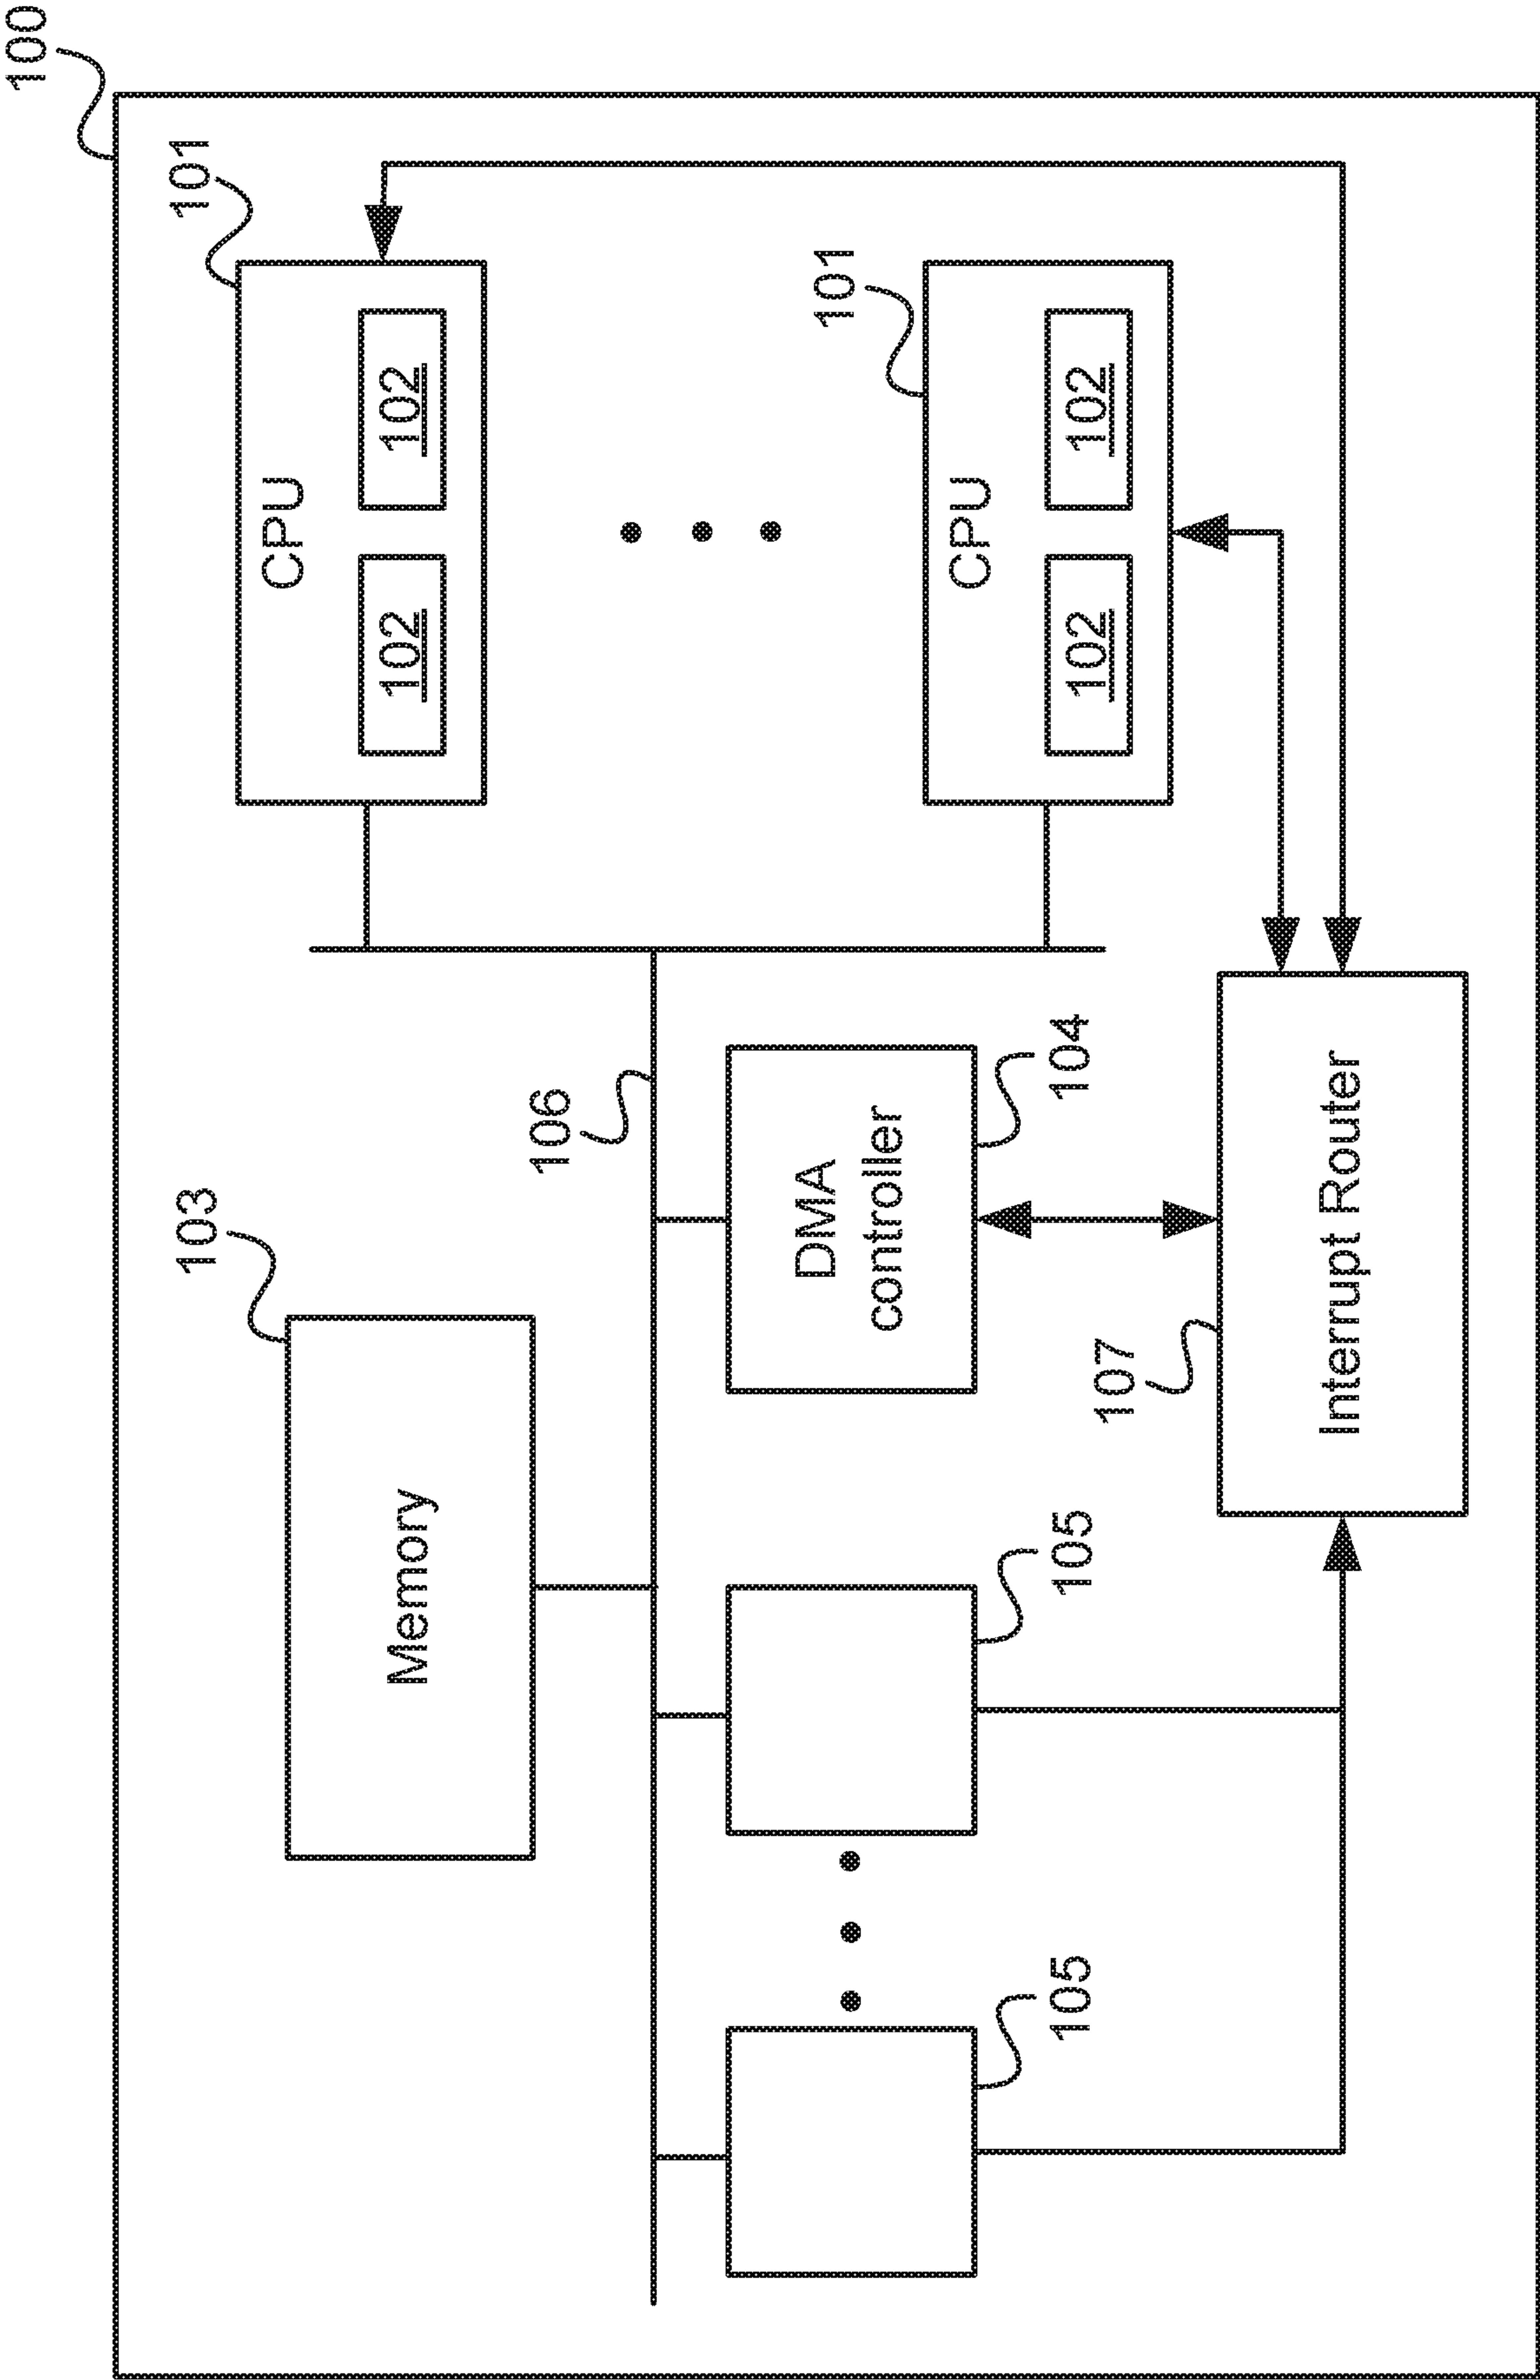 100
103
101
CPU
102
102
Memory
106
101
DMA
controller
CPU
102
102
105
105
104
107
Interrupt Router